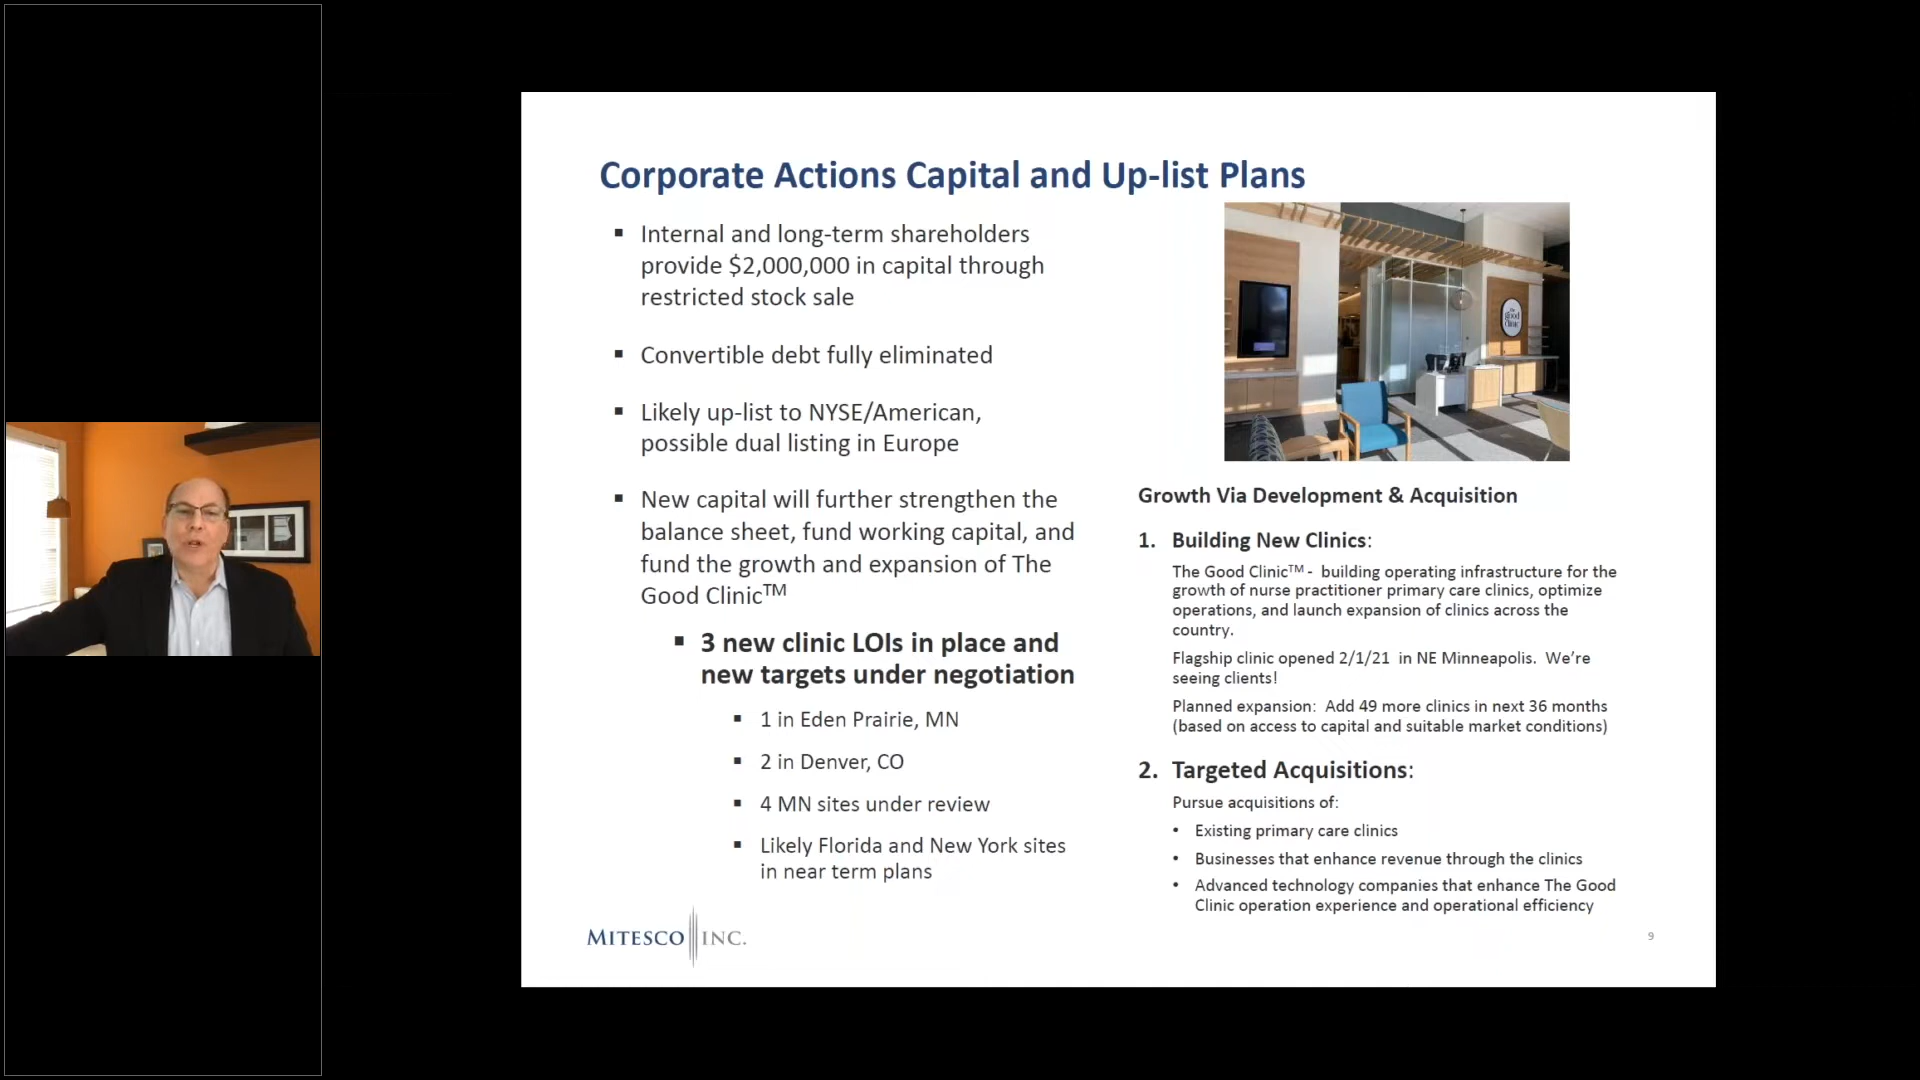 Corporate Actions Capital and Up-list Plans
▪ Internal and long-term shareholders
provide $2,000,000 in capital through
restricted stock sale
▪ Convertible debt fully eliminated
▪ Likely up-list to NYSE/American,
possible dual listing in Europe
▪ New capital will further strengthen the
balance sheet, fund working capital, and
fund the growth and expansion of The
Good Clinic™
▪ 3 new clinic LOIs in place and
new targets under negotiation
▪ 1 in Eden Prairie, MN
▪ 2 in Denver, CO
▪ 4 MN sites under review
▪ Likely Florida and New York sites
in near term plans
the
good
clinic
Growth Via Development & Acquisition
1. Building New Clinics:
The Good Clinic™ - building operating infrastructure for the
growth of nurse practitioner primary care clinics, optimize
operations, and launch expansion of clinics across the
country.
Flagship clinic opened 2/1/21 in NE Minneapolis. We're
seeing clients!
Planned expansion: Add 49 more clinics in next 36 months
(based on access to capital and suitable market conditions)
2. Targeted Acquisitions:
Pursue acquisitions of:
• Existing primary care clinics
• Businesses that enhance revenue through the clinics
• Advanced technology companies that enhance The Good
Clinic operation experience and operational efficiency
MITESCO INC.
9